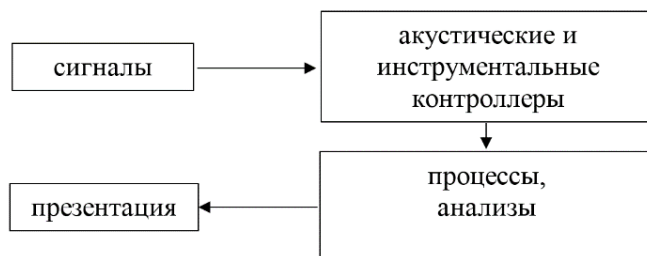 сигналы
акустические и
инструментальные
контроллеры
процессы,
анализы
презентация